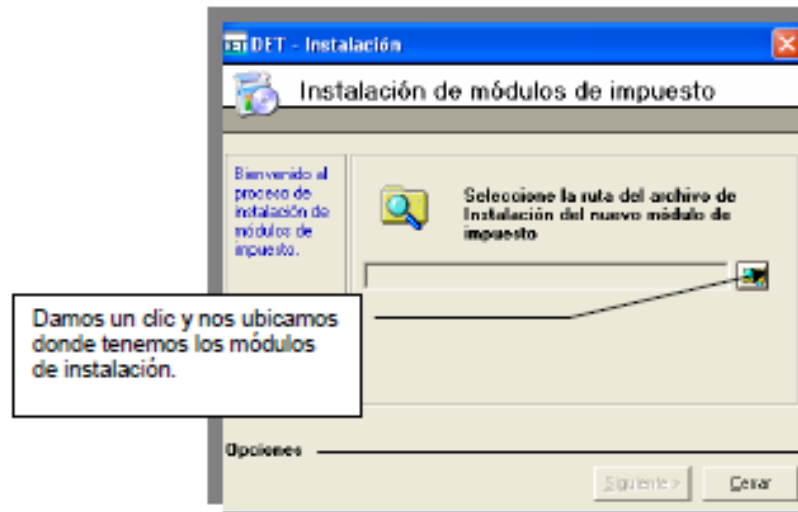 DET - Instalación
Instalación de módulos de impuesto
Bienvenido al
proceso de
instalación de
módulos de
impuesto.
Seleccione la ruta del archivo de
Instalación del nuevo módulo de
impuesto
Damos un clic y nos ubicamos
donde tenemos los módulos
de instalación.
Opciones
Siguiente >
Cerrar